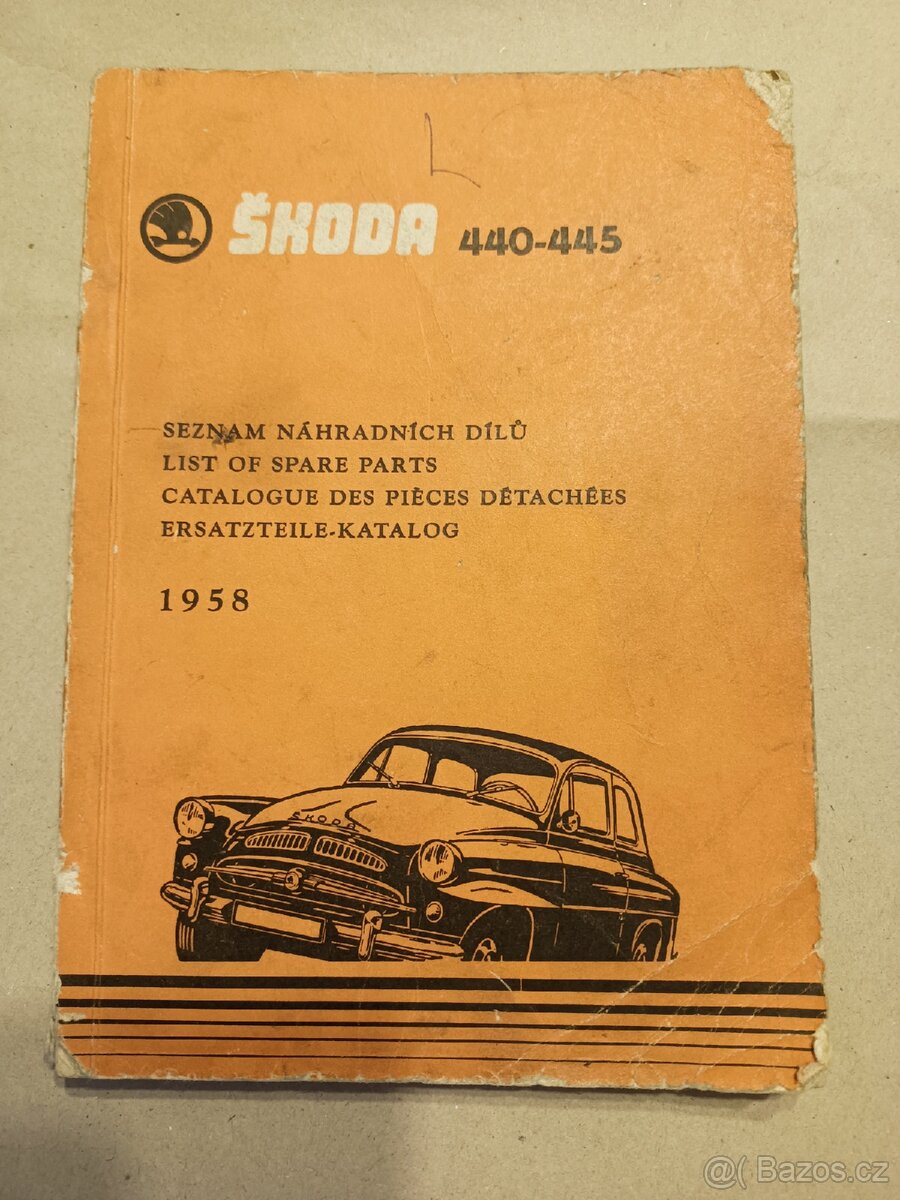 ŠKODA 440-445
SEZNAM NÁHRADNÍCH DÍLŮ
LIST OF SPARE PARTS
CATALOGUE DES PIÈCES DÉTACHÉES
ERSATZTEILE-KATALOG
1958
ŠKODA
@( Bazos.cz